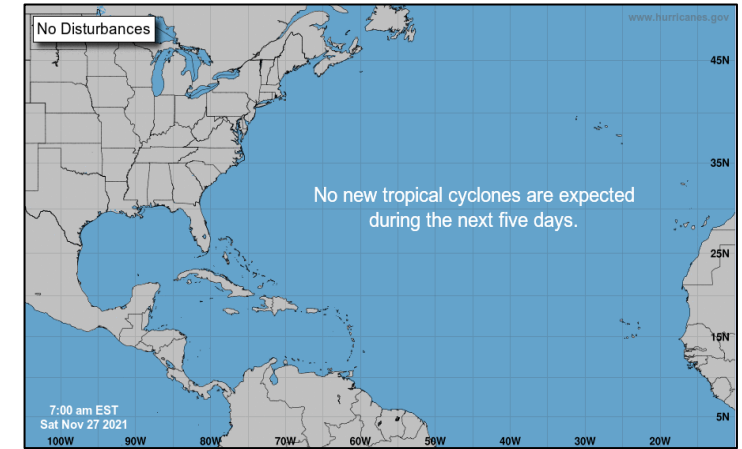 No Disturbances
www.hurricanes.gov
45N
35N
No new tropical cyclones are expected
during the next five days.
25N
15N
7:00 am EST
Sat Nov 27 2021
5N
100W 90W 80W 70W 60W 50W 40W 30W 20W